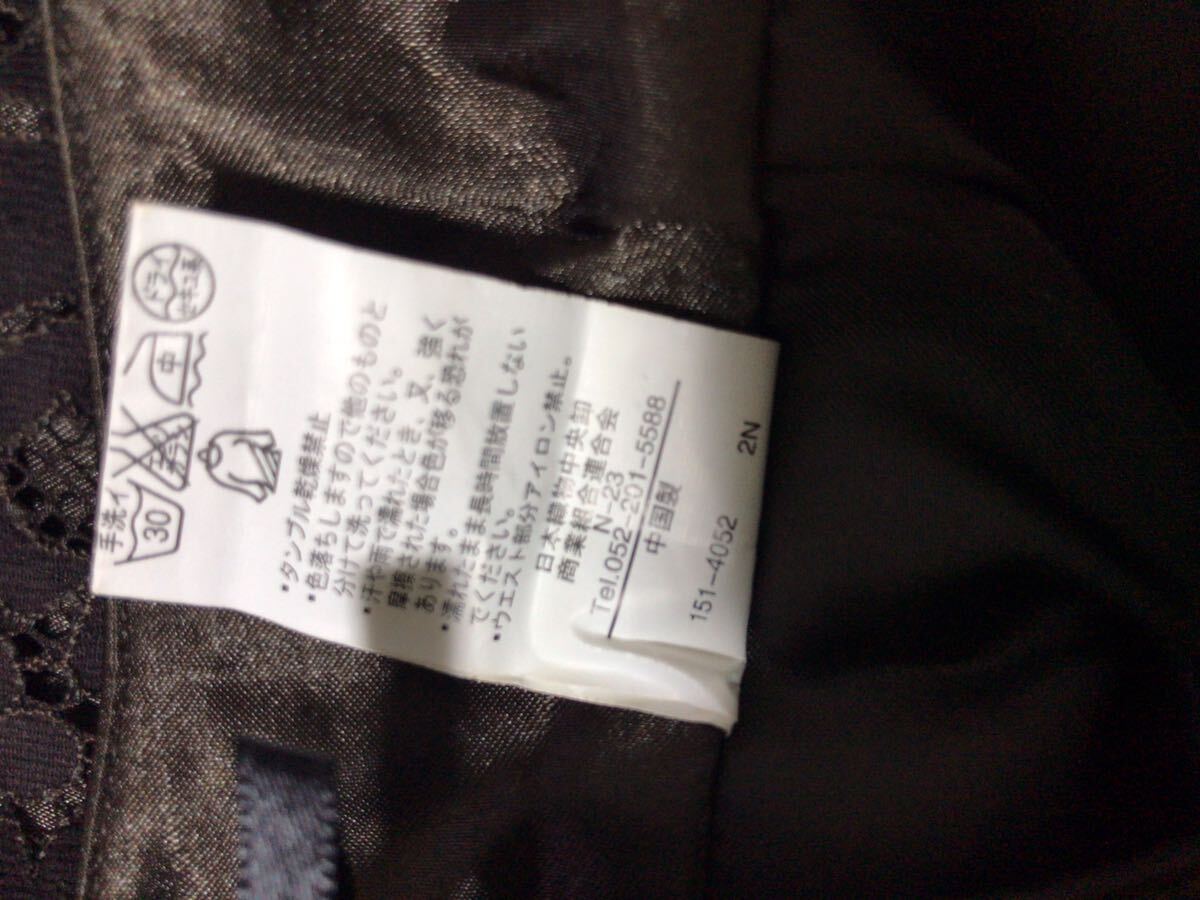 手洗イ
30
エンソ
サラシ
中
ドライ
セキユ系
•タンブル乾燥禁止
•色落ちしますので他のものと
分けて洗ってください。
•汗や雨で濡れたとき、又、強く
摩擦された場合色が移る恐れが
あります。
•濡れたまま長時間放置しない
でください。
•ウエスト部分アイロン禁止。
日本織物中央卸
商業組合連合会
N-23
Tel.052-201-5588
中国製
151-4052 2N